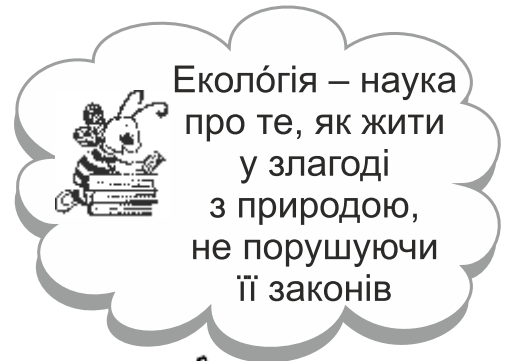 Еколóгія – наука
про те, як жити
у злагоді
з природою,
не порушуючи
її законів